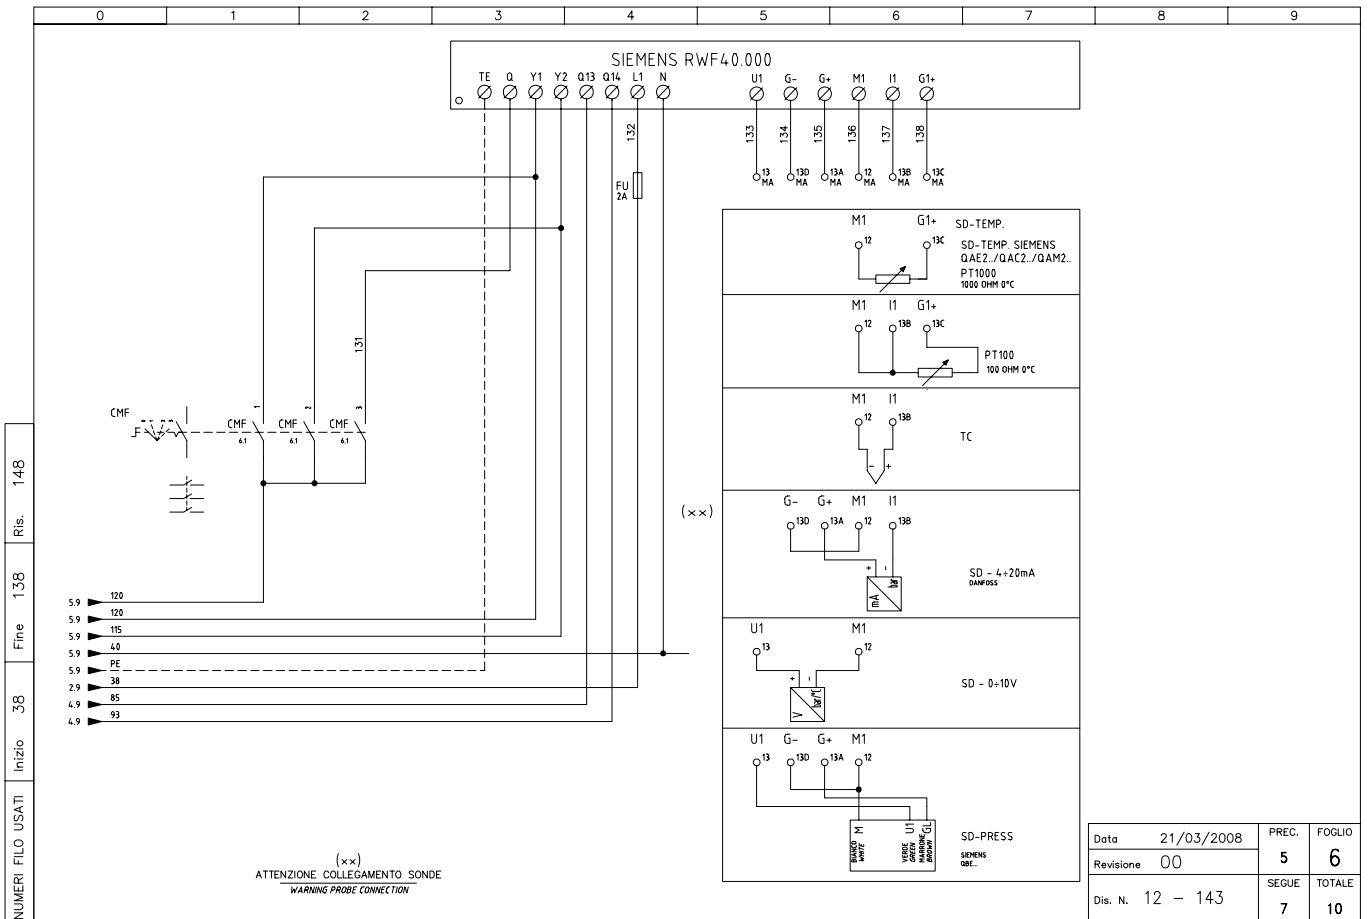 0 1 2 3 4 5 6 7 8 9
SIEMENS RWF40.000
TE Q Y1 Y2 Q13 Q14 L1 N U1 G- G+ M1 I1 G1+
132 133 134 135 136 137 138
13 13D 13A 12 13B 13C
MA MA MA MA MA MA
FU
2A
M1 G1+ SD-TEMP.
12 13C
SD-TEMP. SIEMENS
QAE2../QAC2../QAM2..
PT1000
1000 OHM 0°C
M1 I1 G1+
12 13B 13C
PT100
100 OHM 0°C
131
M1 I1
12 13B
TC
- +
CMF
1 2 3
CMF CMF CMF
6.1 6.1 6.1
(xx)
G- G+ M1 I1
13D 13A 12 13B
+ -
mA bar
SD - 4÷20mA
DANFOSS
U1 M1
13 12
+ -
V bar/°C
SD - 0÷10V
U1 G- G+ M1
13 13D 13A 12
M U1 GL
BIANCO VERDE MARRONE
WHITE GREEN BROWN
SD-PRESS
SIEMENS
QBE...
5.9 120
5.9 120
5.9 115
5.9 40
5.9 PE
2.9 38
4.9 85
4.9 93
(xx)
ATTENZIONE COLLEGAMENTO SONDE
WARNING PROBE CONNECTION
NUMERI FILO USATI Inizio 38 Fine 138 Ris. 148
Data 21/03/2008 PREC. FOGLIO
Revisione 00 5 6
Dis. N. 12 - 143 SEGUE TOTALE
7 10